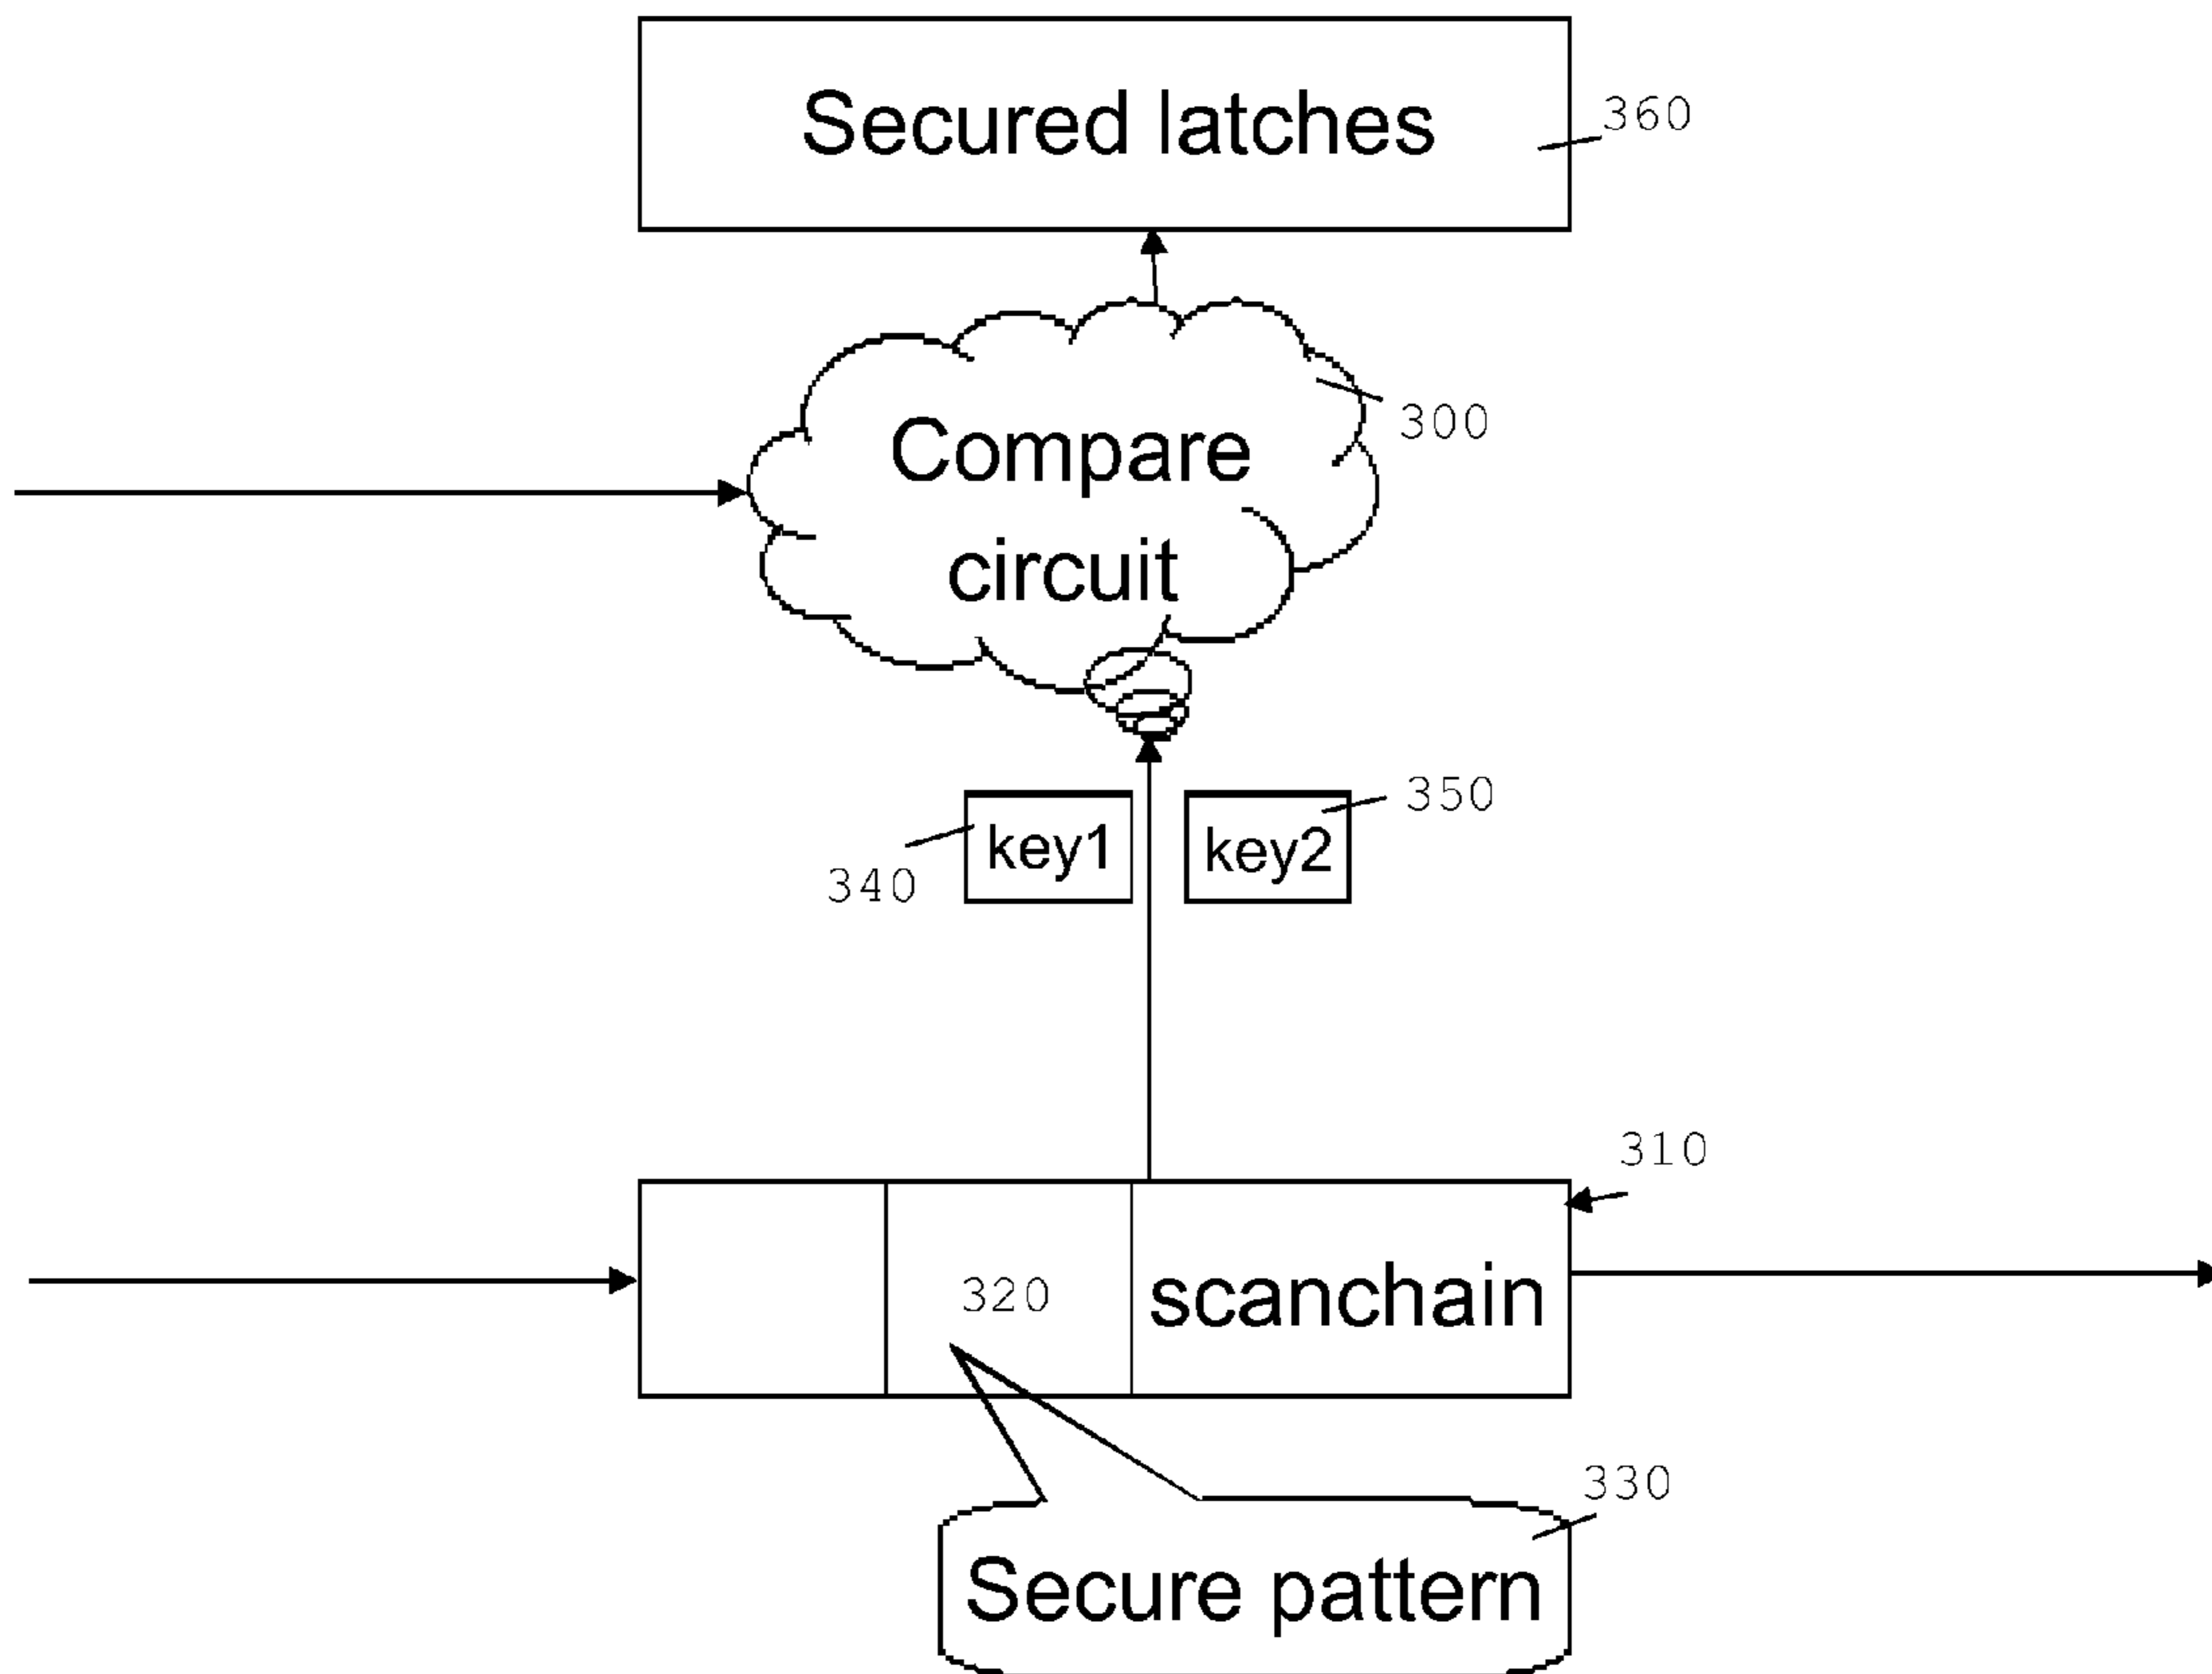 Secured latches
360
300
Compare
circuit
350
key1
key2
340
310
320
scanchain
330
Secure pattern